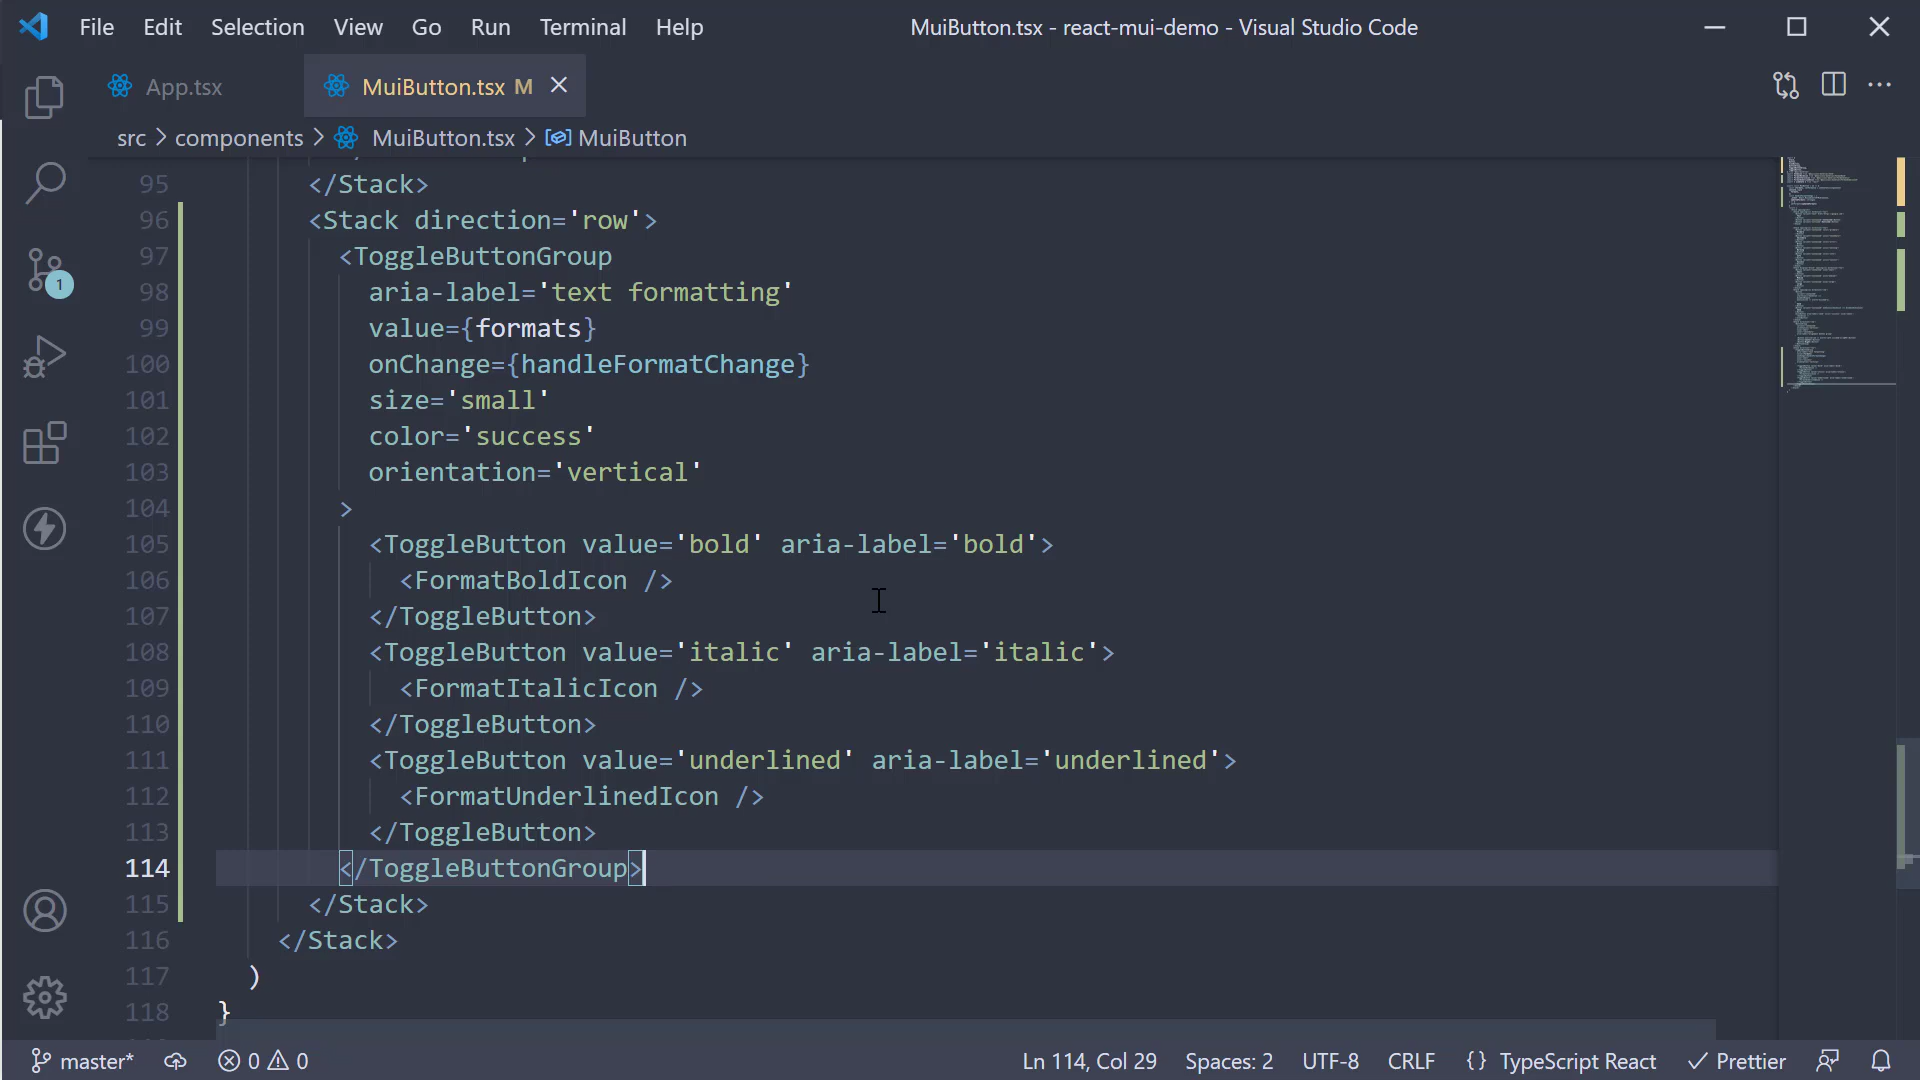 File Edit Selection View Go Run Terminal Help MuiButton.tsx - react-mui-demo - Visual Studio Code
App.tsx MuiButton.tsx M
src > components > MuiButton.tsx > MuiButton
95 </Stack>
96 <Stack direction='row'>
97 <ToggleButtonGroup
98 aria-label='text formatting'
99 value={formats}
100 onChange={handleFormatChange}
101 size='small'
102 color='success'
103 orientation='vertical'
104 >
105 <ToggleButton value='bold' aria-label='bold'>
106 <FormatBoldIcon />
107 </ToggleButton>
108 <ToggleButton value='italic' aria-label='italic'>
109 <FormatItalicIcon />
110 </ToggleButton>
111 <ToggleButton value='underlined' aria-label='underlined'>
112 <FormatUnderlinedIcon />
113 </ToggleButton>
114 </ToggleButtonGroup>
115 </Stack>
116 </Stack>
117 )
118 }
1
master* 0 0 Ln 114, Col 29 Spaces: 2 UTF-8 CRLF {} TypeScript React Prettier